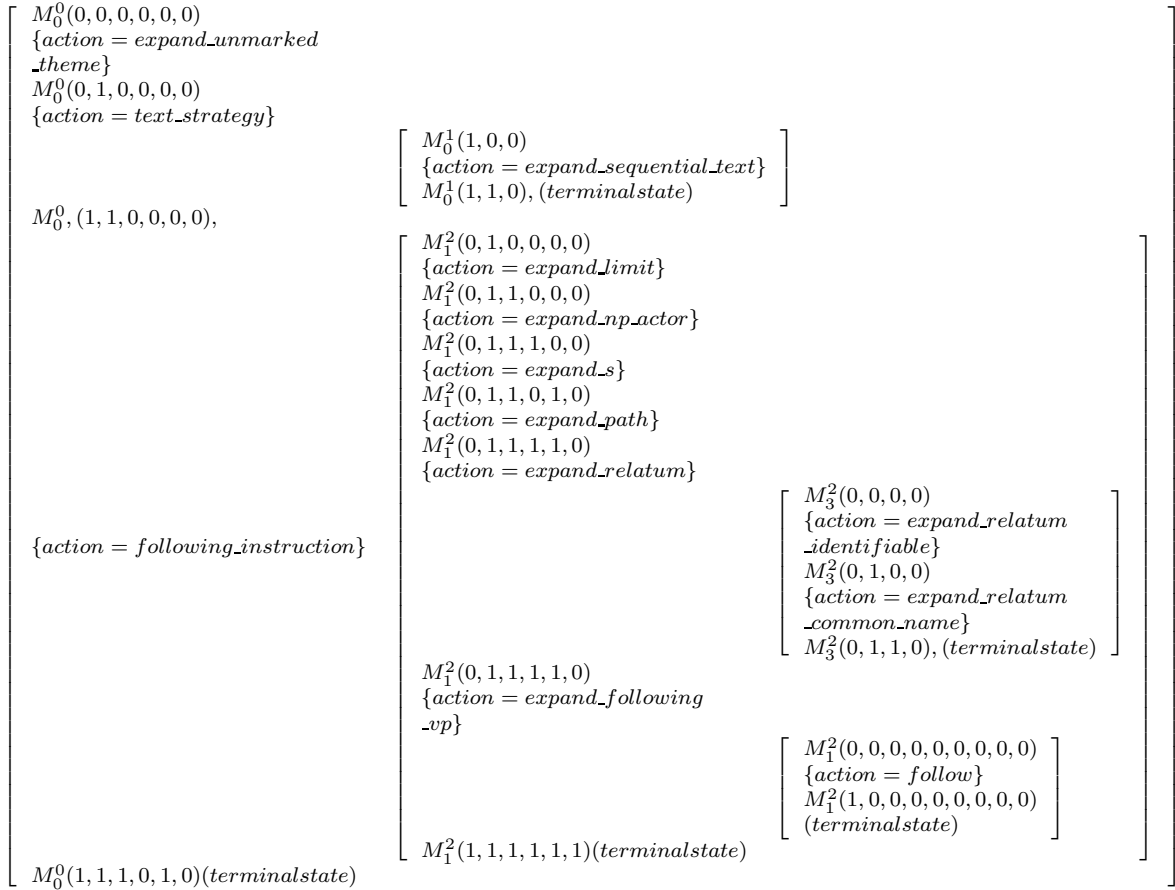 M_0^0(0, 0, 0, 0, 0, 0)
{action = expand_unmarked
_theme}
M_0^0(0, 1, 0, 0, 0, 0)
{action = text_strategy}
M_0^1(1, 0, 0)
{action = expand_sequential_text}
M_0^1(1, 1, 0), (terminalstate)
M_0^0, (1, 1, 0, 0, 0, 0),
M_1^2(0, 1, 0, 0, 0, 0)
{action = expand_limit}
M_1^2(0, 1, 1, 0, 0, 0)
{action = expand_np_actor}
M_1^2(0, 1, 1, 1, 0, 0)
{action = expand_s}
M_1^2(0, 1, 1, 0, 1, 0)
{action = expand_path}
M_1^2(0, 1, 1, 1, 1, 0)
{action = expand_relatum}
{action = following_instruction}
M_3^2(0, 0, 0, 0)
{action = expand_relatum
_identifiable}
M_3^2(0, 1, 0, 0)
{action = expand_relatum
_common_name}
M_3^2(0, 1, 1, 0), (terminalstate)
M_1^2(0, 1, 1, 1, 1, 0)
{action = expand_following
_vp}
M_1^2(0, 0, 0, 0, 0, 0, 0, 0, 0)
{action = follow}
M_1^2(1, 0, 0, 0, 0, 0, 0, 0, 0)
(terminalstate)
M_1^2(1, 1, 1, 1, 1, 1)(terminalstate)
M_0^0(1, 1, 1, 0, 1, 0)(terminalstate)